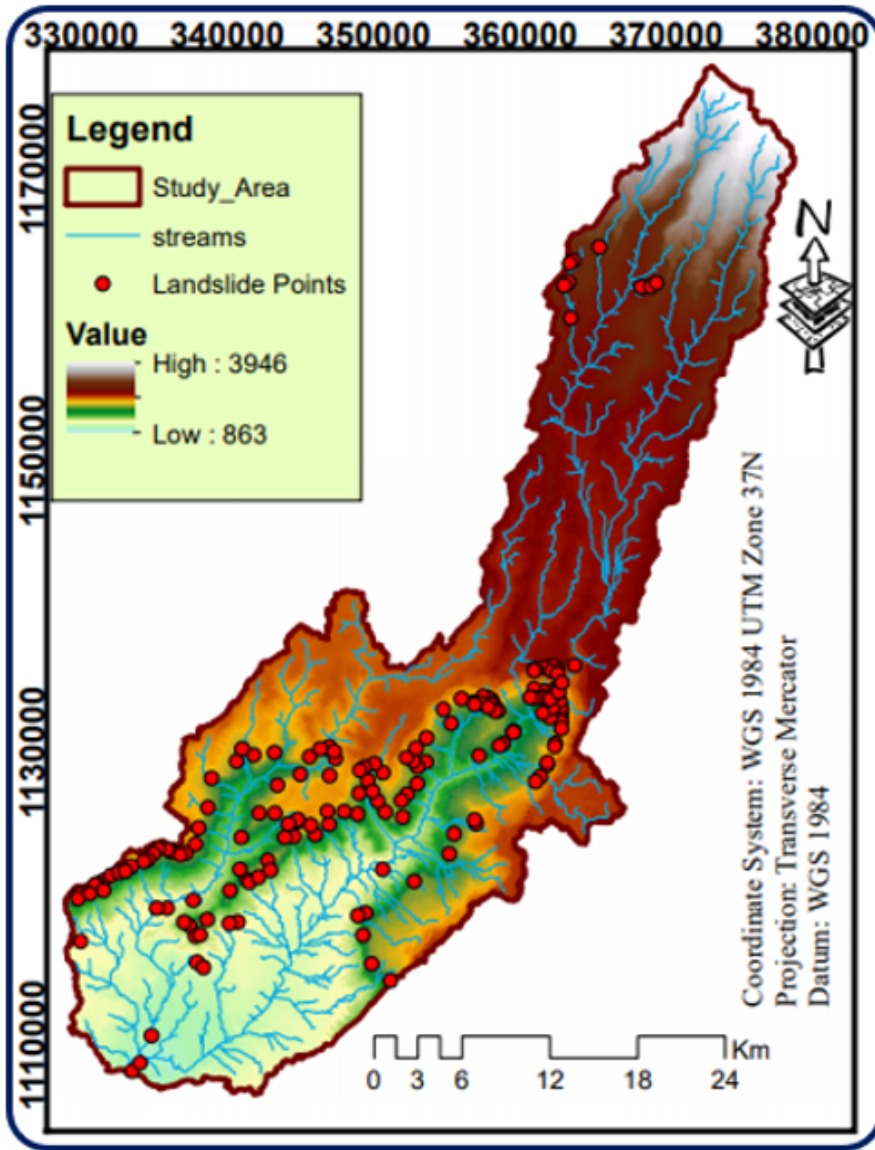 330000 340000 350000 360000 370000 380000
1170000
1150000
1130000
1110000
Legend
Study_Area
streams
Landslide Points
Value
High : 3946
Low : 863
N
Coordinate System: WGS 1984 UTM Zone 37N
Projection: Transverse Mercator
Datum: WGS 1984
Km
0 3 6 12 18 24